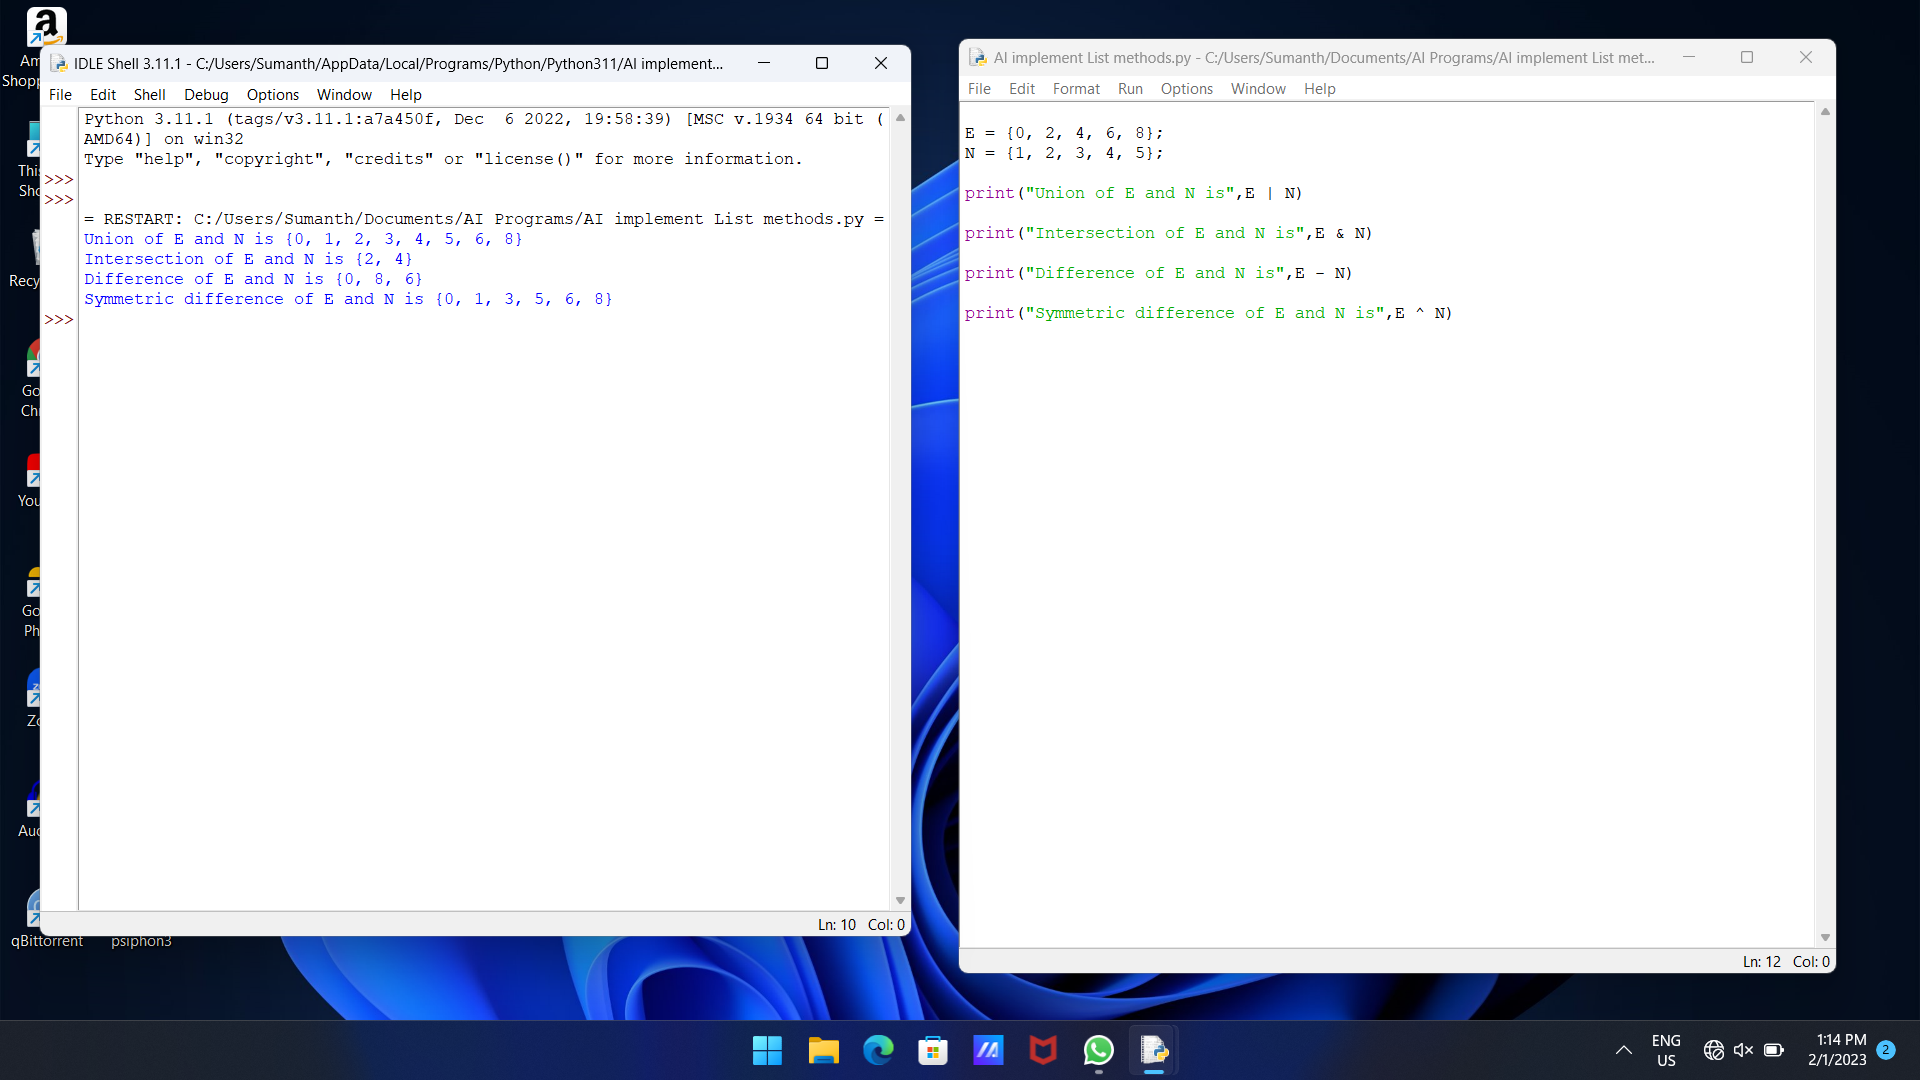 Am
Shopp
Thi
Sho
Recy
Go
Chr
You
Go
Ph
Zo
Aud
qBittorrent
psiphon3
IDLE Shell 3.11.1 - C:/Users/Sumanth/AppData/Local/Programs/Python/Python311/AI implement...
File Edit Shell Debug Options Window Help
Python 3.11.1 (tags/v3.11.1:a7a450f, Dec  6 2022, 19:58:39) [MSC v.1934 64 bit (
AMD64)] on win32
Type "help", "copyright", "credits" or "license()" for more information.
>>>
>>>
= RESTART: C:/Users/Sumanth/Documents/AI Programs/AI implement List methods.py =
Union of E and N is {0, 1, 2, 3, 4, 5, 6, 8}
Intersection of E and N is {2, 4}
Difference of E and N is {0, 8, 6}
Symmetric difference of E and N is {0, 1, 3, 5, 6, 8}
>>>
Ln: 10 Col: 0
AI implement List methods.py - C:/Users/Sumanth/Documents/AI Programs/AI implement List met...
File Edit Format Run Options Window Help
E = {0, 2, 4, 6, 8};
N = {1, 2, 3, 4, 5};
print("Union of E and N is",E | N)
print("Intersection of E and N is",E & N)
print("Difference of E and N is",E - N)
print("Symmetric difference of E and N is",E ^ N)
Ln: 12 Col: 0
ENG
US
1:14 PM
2/1/2023
2